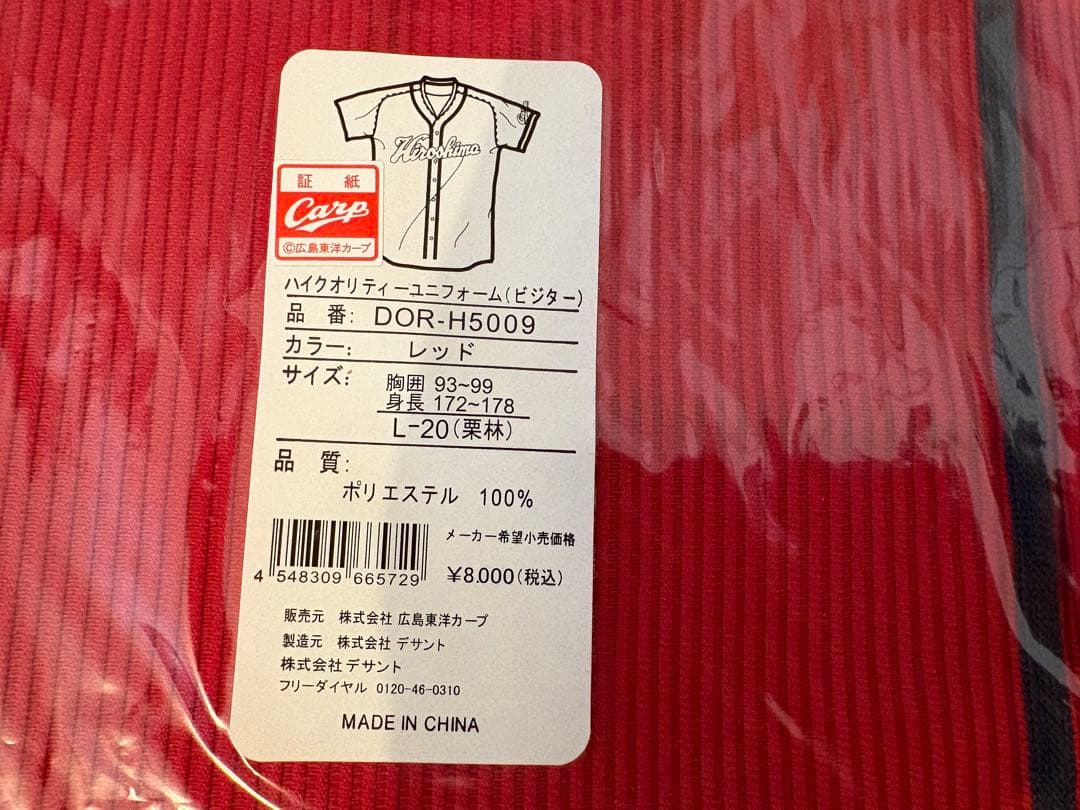 Hiroshima
証 紙
Carp
©広島東洋カープ
ハイクオリティーユニフォーム(ビジター)
品 番: DOR-H5009
カラー: レッド
サイズ: 胸囲 93~99
身長 172~178
L-20(栗林)
品 質:
ポリエステル 100%
メーカー希望小売価格
¥8.000(税込)
4 548309 665729
販売元 株式会社 広島東洋カープ
製造元 株式会社 デサント
株式会社 デサント
フリーダイヤル 0120-46-0310
MADE IN CHINA